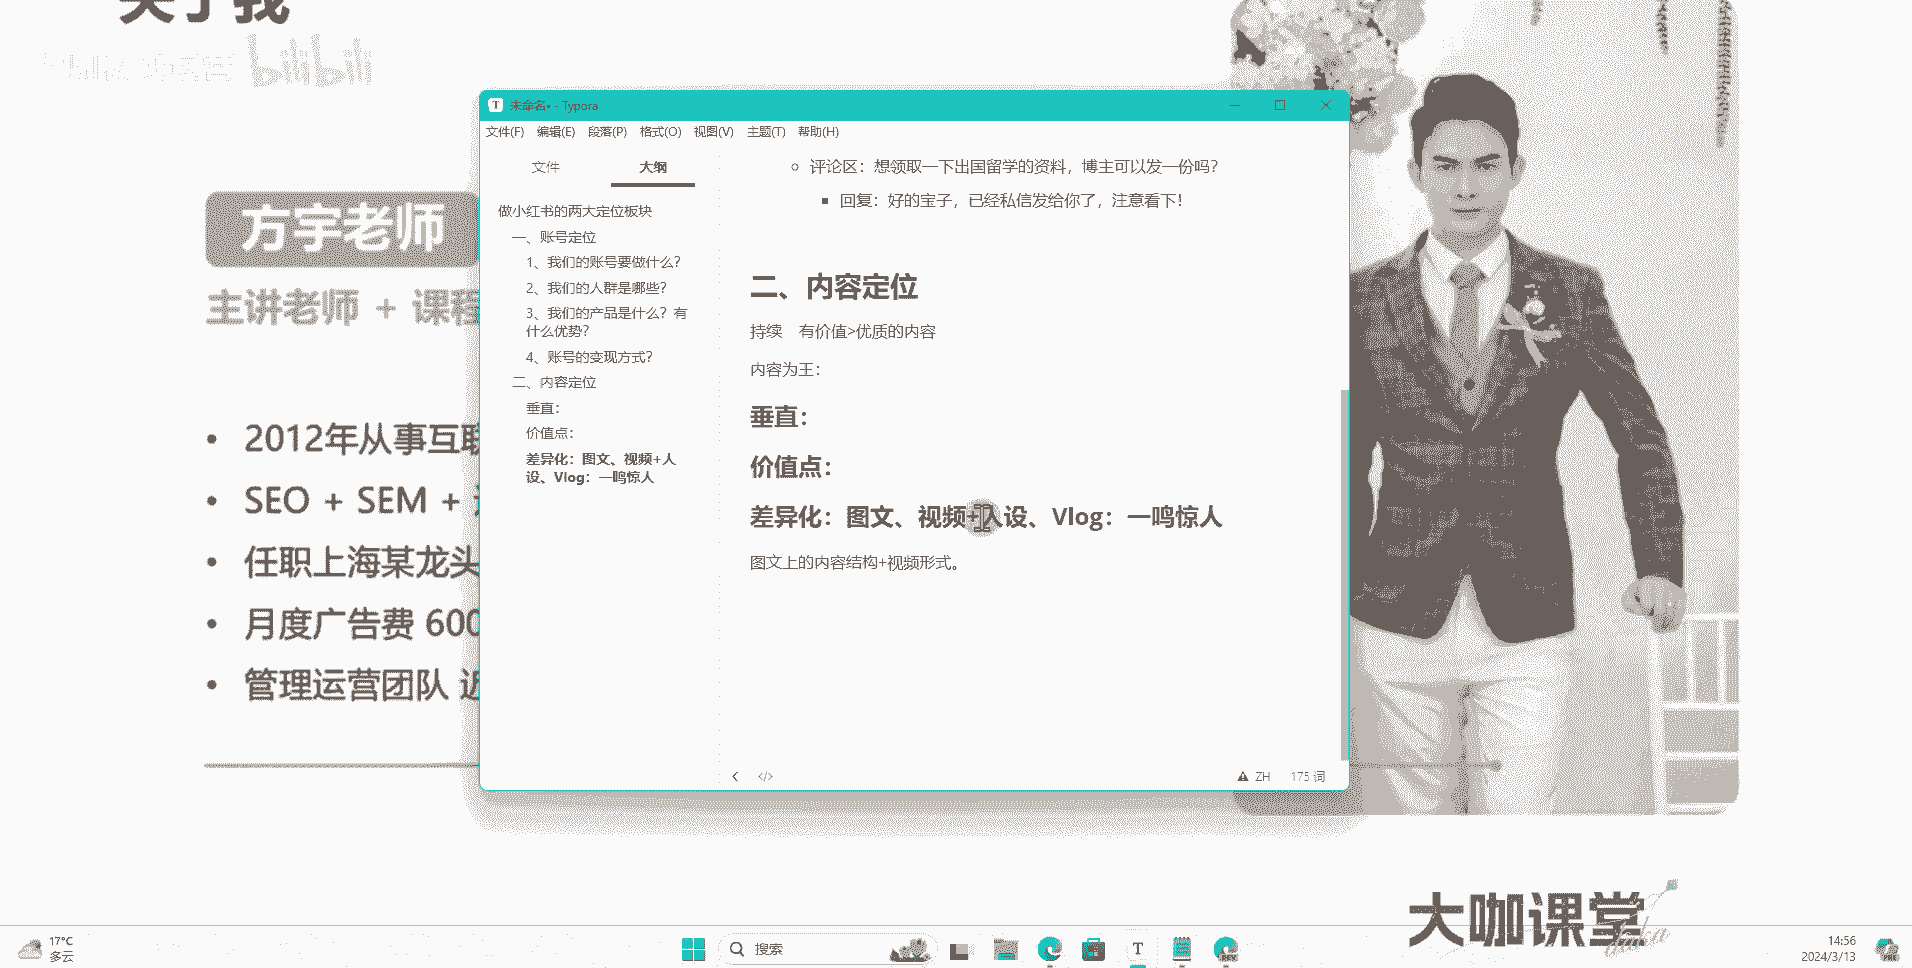 关于我
bilibili
方宇老师
主讲老师 + 课程
2012年从事互联
SEO + SEM +
任职上海某龙头
月度广告费 600
管理运营团队 近
未命名• - Typora
文件(F) 编辑(E) 段落(P) 格式(O) 视图(V) 主题(T) 帮助(H)
文件 大纲
做小红书的两大定位板块
一、账号定位
1、我们的账号要做什么？
2、我们的人群是哪些？
3、我们的产品是什么？有
什么优势？
4、账号的变现方式？
二、内容定位
垂直：
价值点：
差异化：图文、视频+人
设、Vlog：一鸣惊人
评论区：想领取一下出国留学的资料，博主可以发一份吗？
回复：好的宝子，已经私信发给你了，注意看下！
二、内容定位
持续 有价值>优质的内容
内容为王：
垂直：
价值点：
差异化：图文、视频+人设、Vlog：一鸣惊人
图文上的内容结构+视频形式。
ZH 175 词
大咖课堂
daka
17°C
多云
搜索
DEV
14:56
2024/3/13
PRE